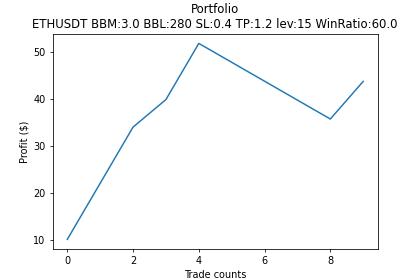 Portfolio
ETHUSDT BBM:3.0 BBL:280 SL:0.4 TP:1.2 lev:15 WinRatio:60.0
50
40
30
20
10
Profit ($)
0 2 4 6 8
Trade counts